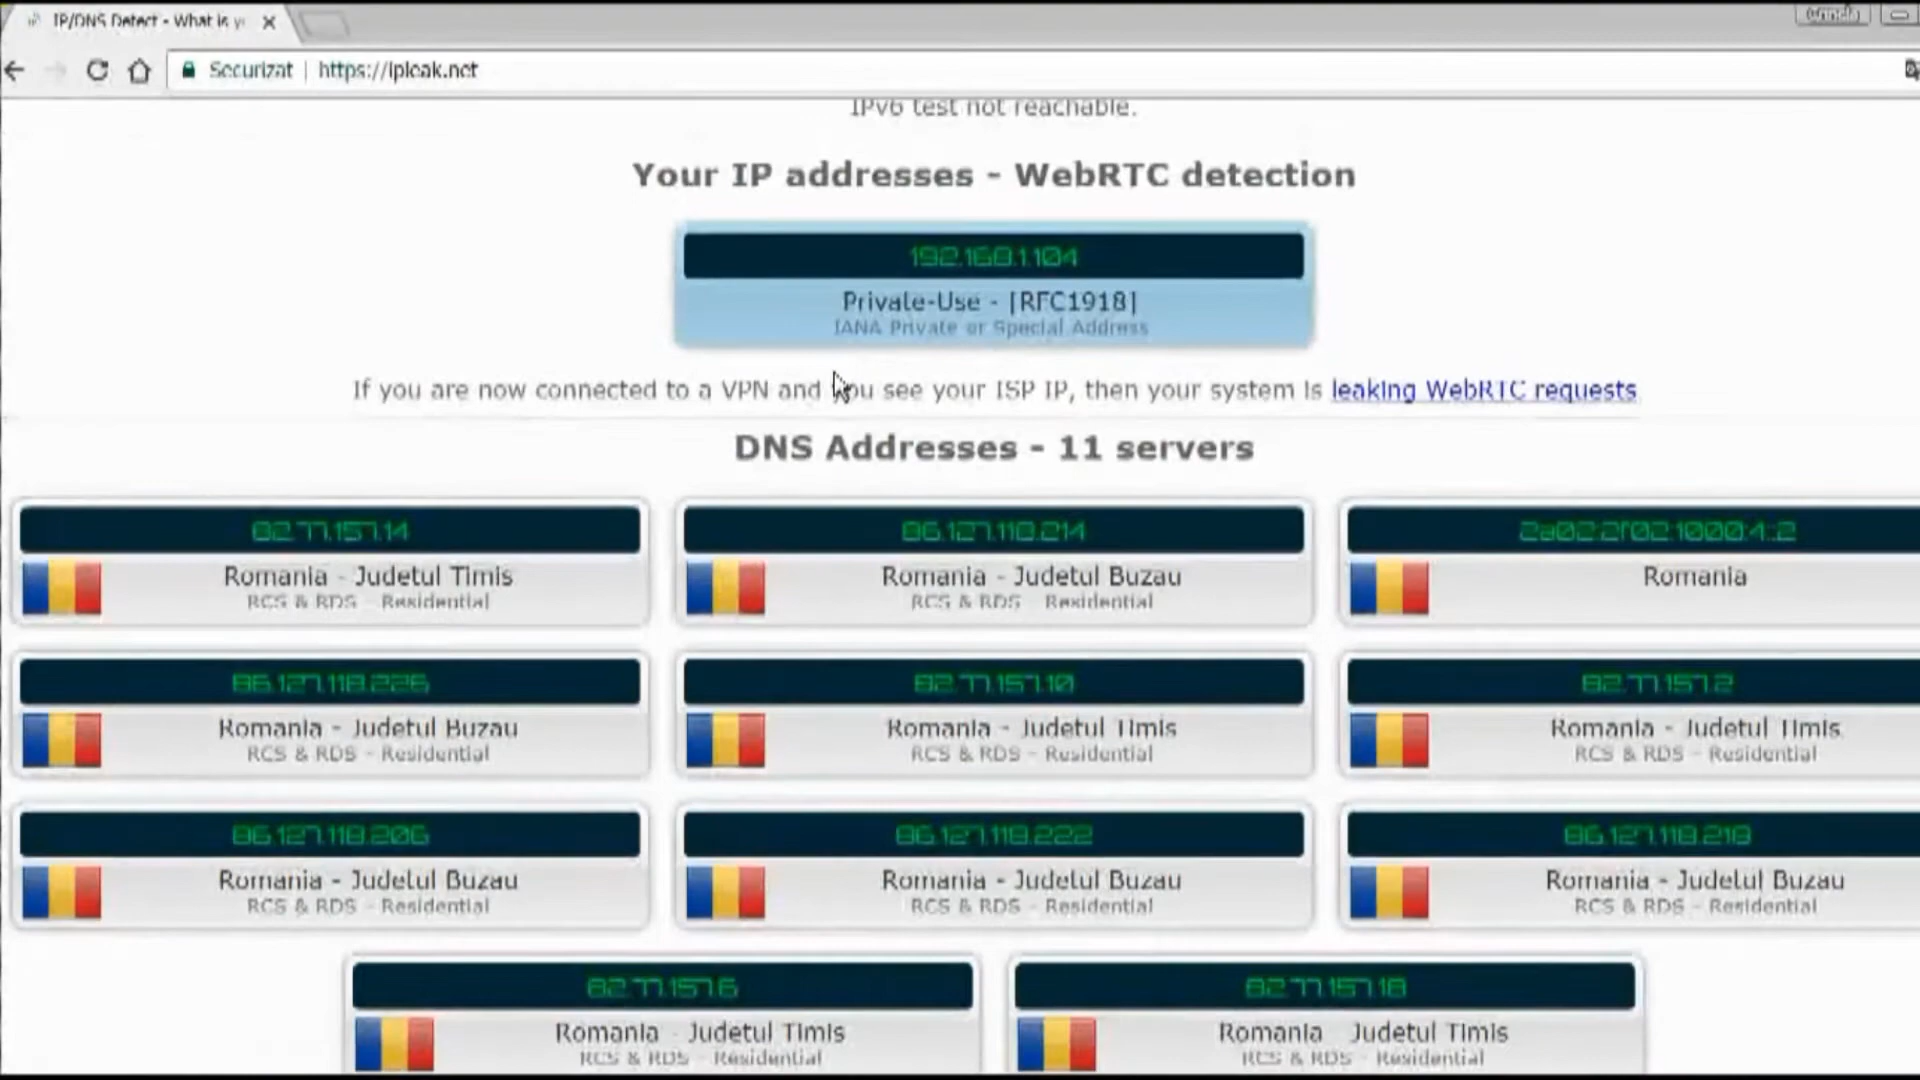 IP/DNS Detect - What is y
Securizat | https://ipleak.net
IPv6 test not reachable.
Your IP addresses - WebRTC detection
192.168.1.104
Private-Use - [RFC1918]
IANA Private or Special Address
If you are now connected to a VPN and you see your ISP IP, then your system is leaking WebRTC requests
DNS Addresses - 11 servers
82.77.157.14
Romania - Judetul Timis
RCS & RDS - Residential
86.127.118.214
Romania - Judetul Buzau
RCS & RDS - Residential
2a02:2f02:1000:4::2
Romania
86.127.118.226
Romania - Judetul Buzau
RCS & RDS - Residential
82.77.157.10
Romania - Judetul Timis
RCS & RDS - Residential
82.77.157.2
Romania - Judetul Timis
RCS & RDS - Residential
86.127.118.206
Romania - Judetul Buzau
RCS & RDS - Residential
86.127.118.222
Romania - Judetul Buzau
RCS & RDS - Residential
86.127.118.218
Romania - Judetul Buzau
RCS & RDS - Residential
82.77.157.6
Romania - Judetul Timis
RCS & RDS - Residential
82.77.157.18
Romania - Judetul Timis
RCS & RDS - Residential